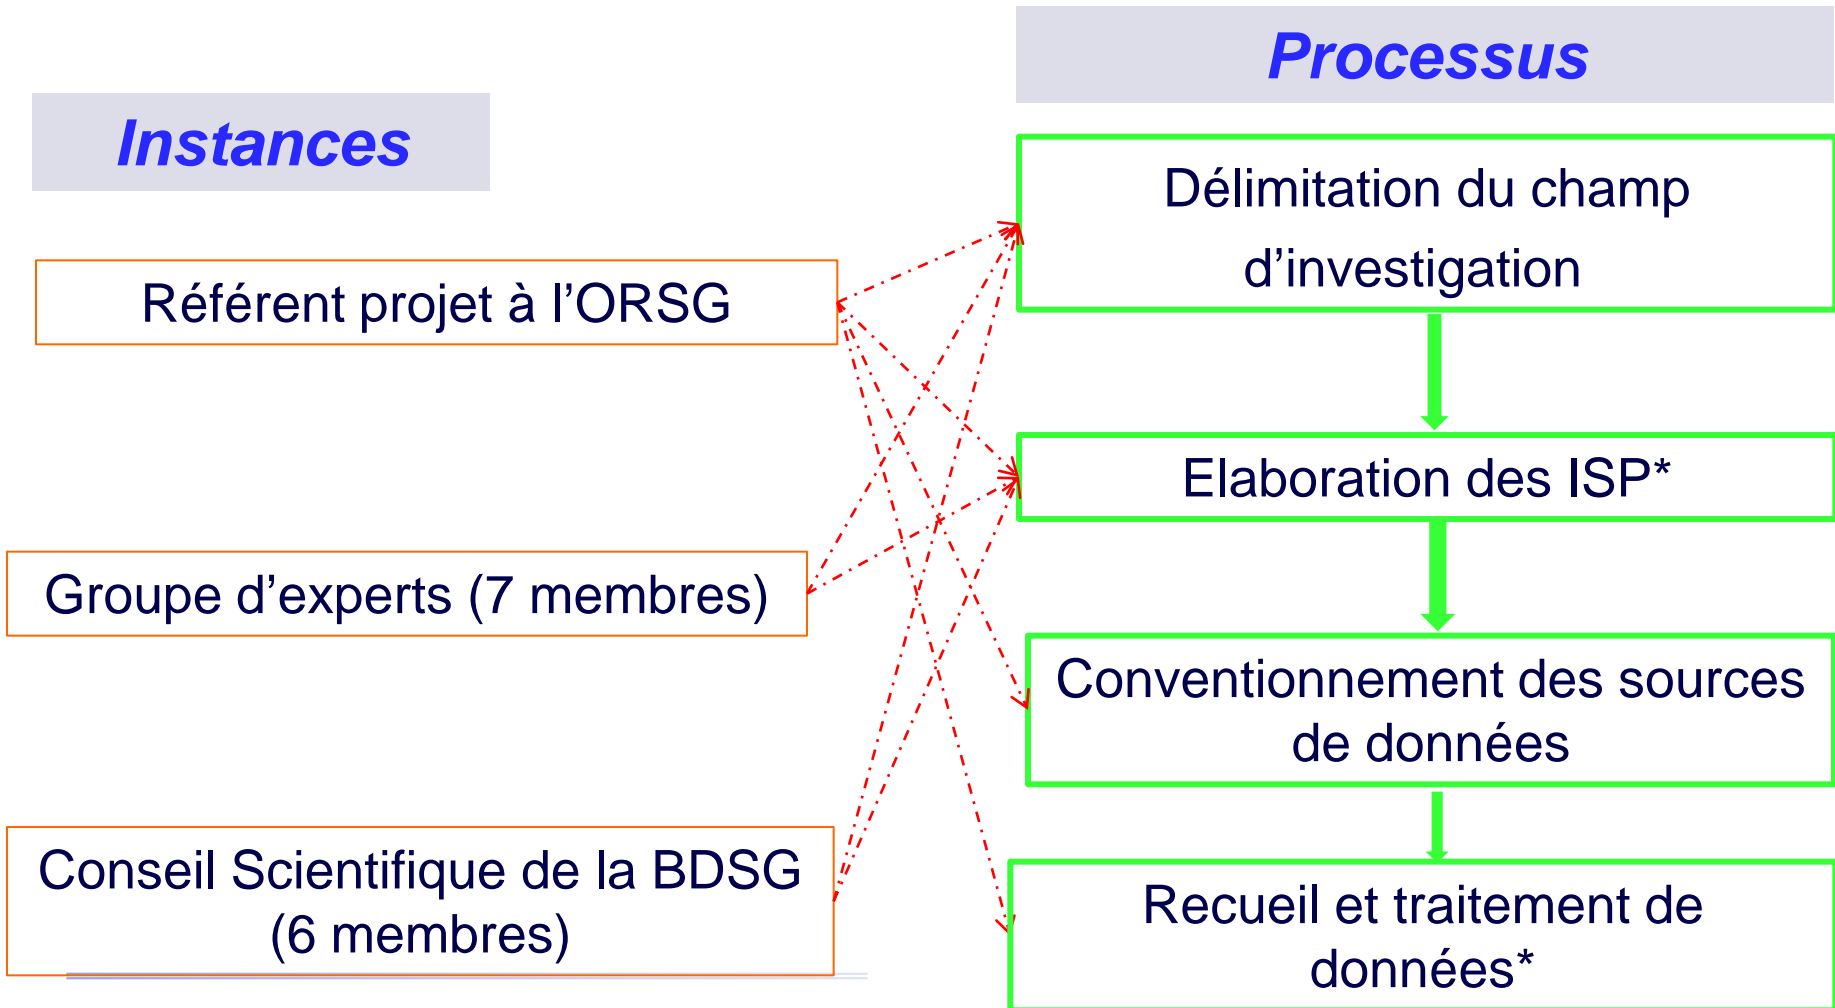 Processus
Instances
Délimitation du champ
d’investigation
Référent projet à l’ORSG
Elaboration des ISP*
Groupe d’experts (7 membres)
Conventionnement des sources
de données
Conseil Scientifique de la BDSG
(6 membres)
Recueil et traitement de
données*